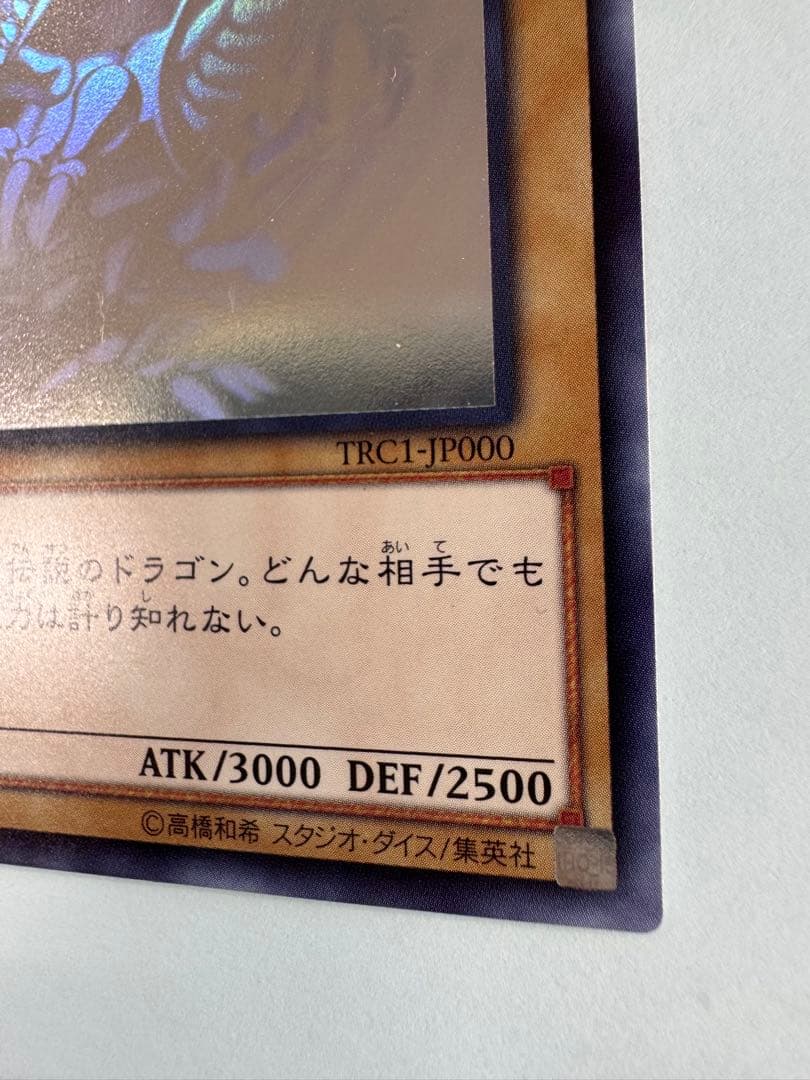 TRC1-JP000
伝説のドラゴン。どんな相手でも
力は計り知れない。
ATK/3000 DEF/2500
©高橋和希 スタジオ・ダイス/集英社